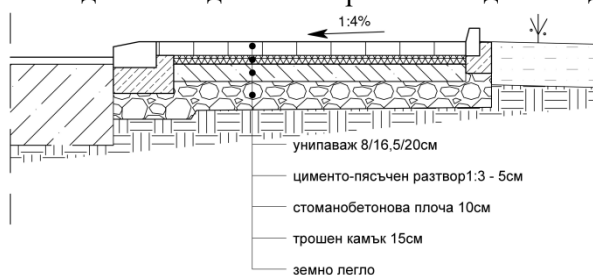 1:4%
унипаваж 8/16,5/20см
цименто-пясъчен разтвор1:3 - 5см
стоманобетонова плоча 10см
трошен камък 15см
земно легло